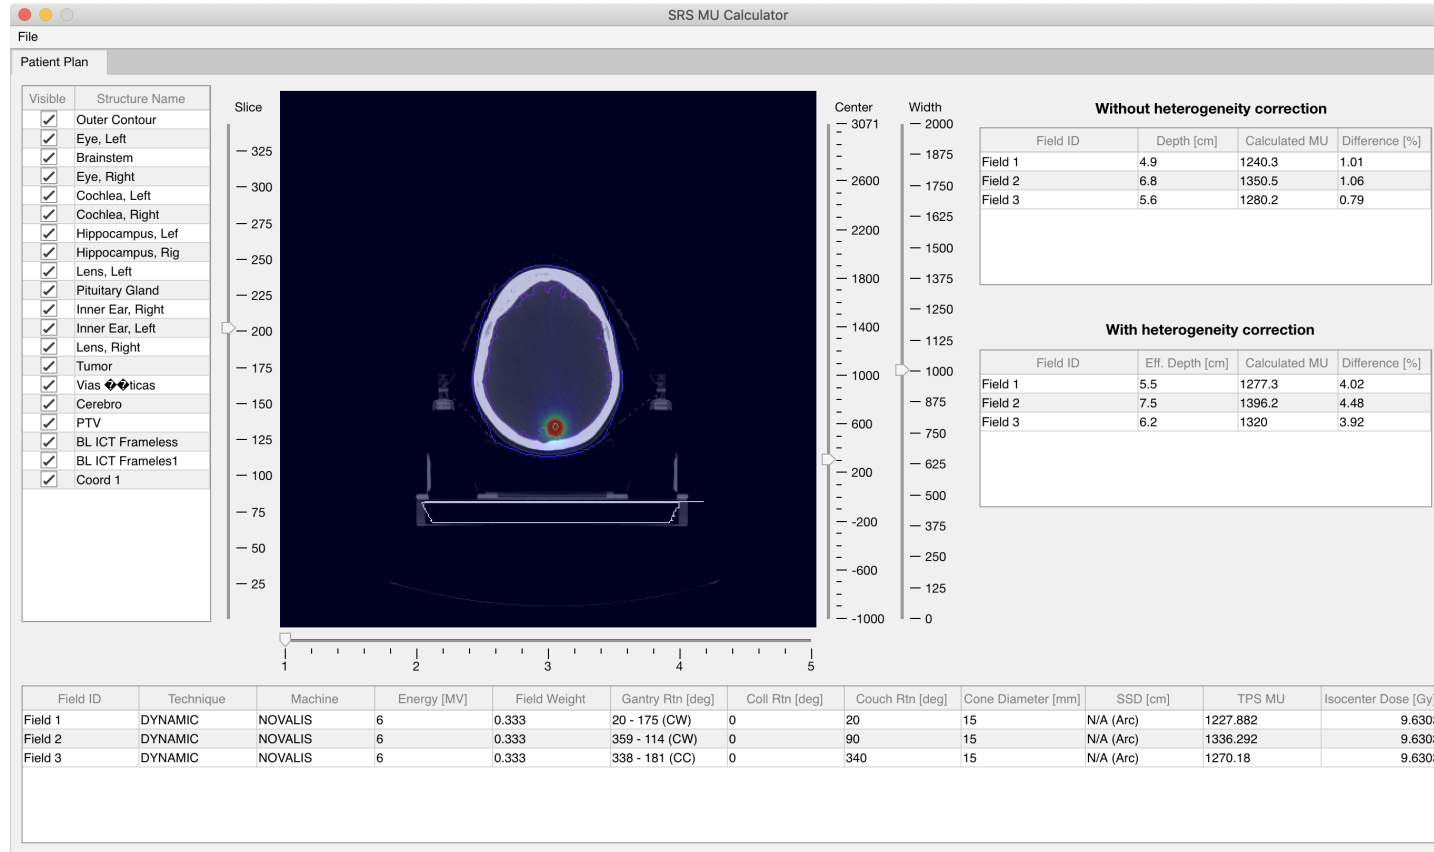 SRS MU Calculator
File
Patient Plan
Visible Structure Name
Outer Contour
Eye, Left
Brainstem
Eye, Right
Cochlea, Left
Cochlea, Right
Hippocampus, Lef
Hippocampus, Rig
Lens, Left
Pituitary Gland
Inner Ear, Right
Inner Ear, Left
Lens, Right
Tumor
Vias ��ticas
Cerebro
PTV
BL ICT Frameless
BL ICT Frameles1
Coord 1
Slice
325
300
275
250
225
200
175
150
125
100
75
50
25
1 2 3 4 5
Center
3071
2600
2200
1800
1400
1000
600
200
-200
-600
-1000
Width
2000
1875
1750
1625
1500
1375
1250
1125
1000
875
750
625
500
375
250
125
0
Without heterogeneity correction
Field ID Depth [cm] Calculated MU Difference [%]
Field 1 4.9 1240.3 1.01
Field 2 6.8 1350.5 1.06
Field 3 5.6 1280.2 0.79
With heterogeneity correction
Field ID Eff. Depth [cm] Calculated MU Difference [%]
Field 1 5.5 1277.3 4.02
Field 2 7.5 1396.2 4.48
Field 3 6.2 1320 3.92
Field ID Technique Machine Energy [MV] Field Weight Gantry Rtn [deg] Coll Rtn [deg] Couch Rtn [deg] Cone Diameter [mm] SSD [cm] TPS MU Isocenter Dose [Gy]
Field 1 DYNAMIC NOVALIS 6 0.333 20 - 175 (CW) 0 20 15 N/A (Arc) 1227.882 9.630
Field 2 DYNAMIC NOVALIS 6 0.333 359 - 114 (CW) 0 90 15 N/A (Arc) 1336.292 9.630
Field 3 DYNAMIC NOVALIS 6 0.333 338 - 181 (CC) 0 340 15 N/A (Arc) 1270.18 9.630